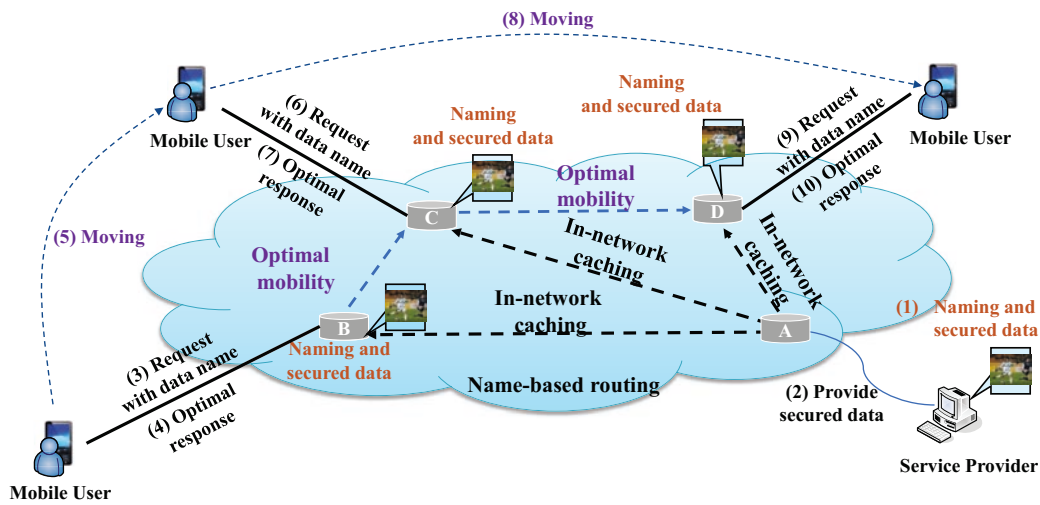 (8) Moving
Mobile User
(6) Request
with data name
(7) Optimal
response
Naming
and secured data
Naming
and secured data
(9) Request
with data name
(10) Optimal
response
Mobile User
(5) Moving
Optimal
mobility
C
D
Optimal
mobility
In-network
caching
In-network
caching
In-network
caching
B
A
Naming and
secured data
(1) Naming and
secured data
(3) Request
with data name
(4) Optimal
response
Name-based routing
(2) Provide
secured data
Mobile User
Service Provider